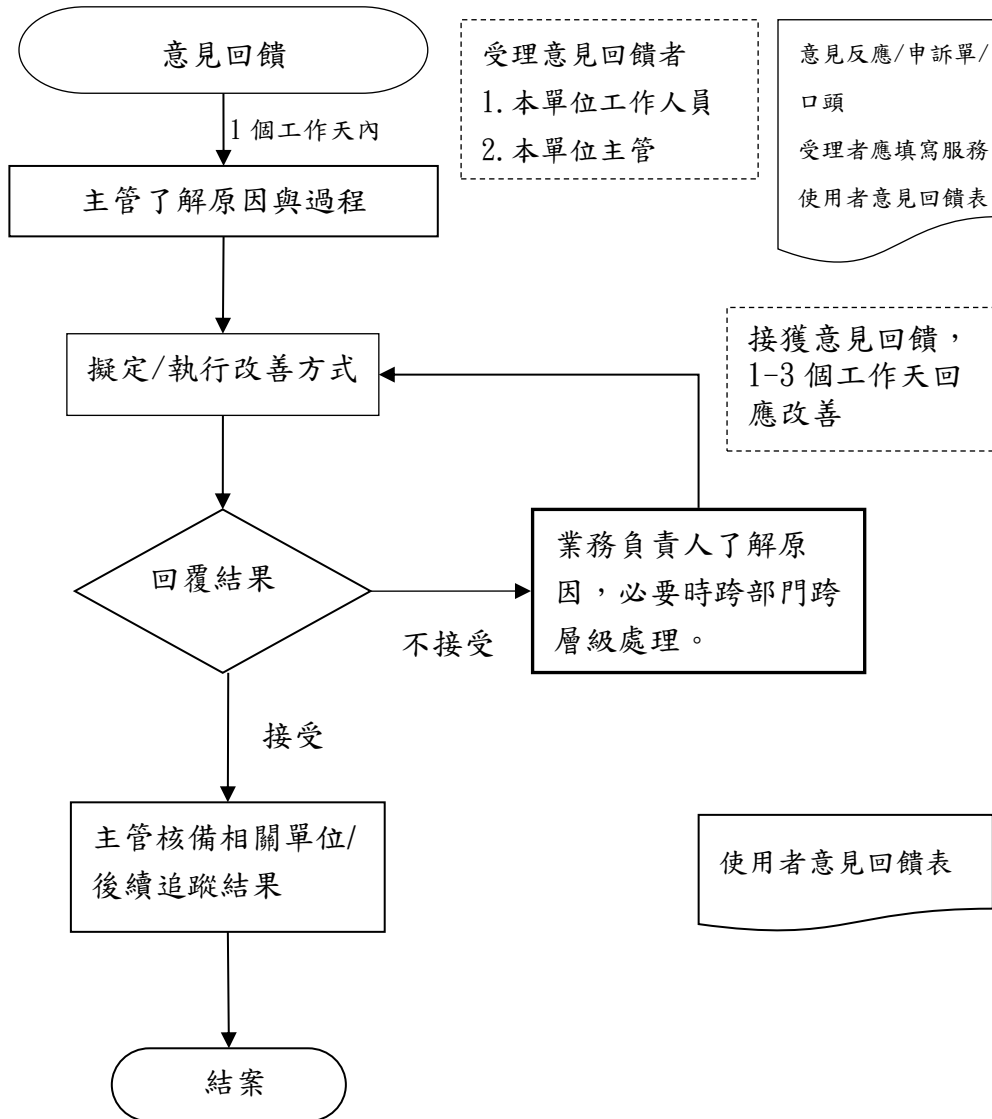 意見回饋
1 個工作天內
主管了解原因與過程
受理意見回饋者
1.本單位工作人員
2.本單位主管
意見反應/申訴單/
口頭
受理者應填寫服務
使用者意見回饋表
擬定/執行改善方式
接獲意見回饋，
1-3 個工作天回
應改善
回覆結果
不接受
業務負責人了解原
因，必要時跨部門跨
層級處理。
接受
主管核備相關單位/
後續追蹤結果
使用者意見回饋表
結案